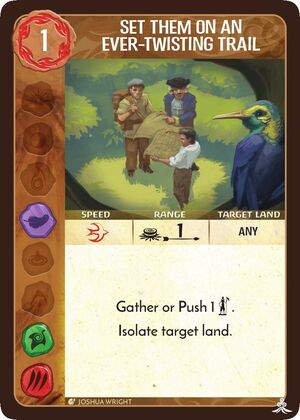 1
SET THEM ON AN
EVER-TWISTING TRAIL
SPEED
RANGE
TARGET LAND
1
ANY
Gather or Push 1 .
Isolate target land.
JOSHUA WRIGHT